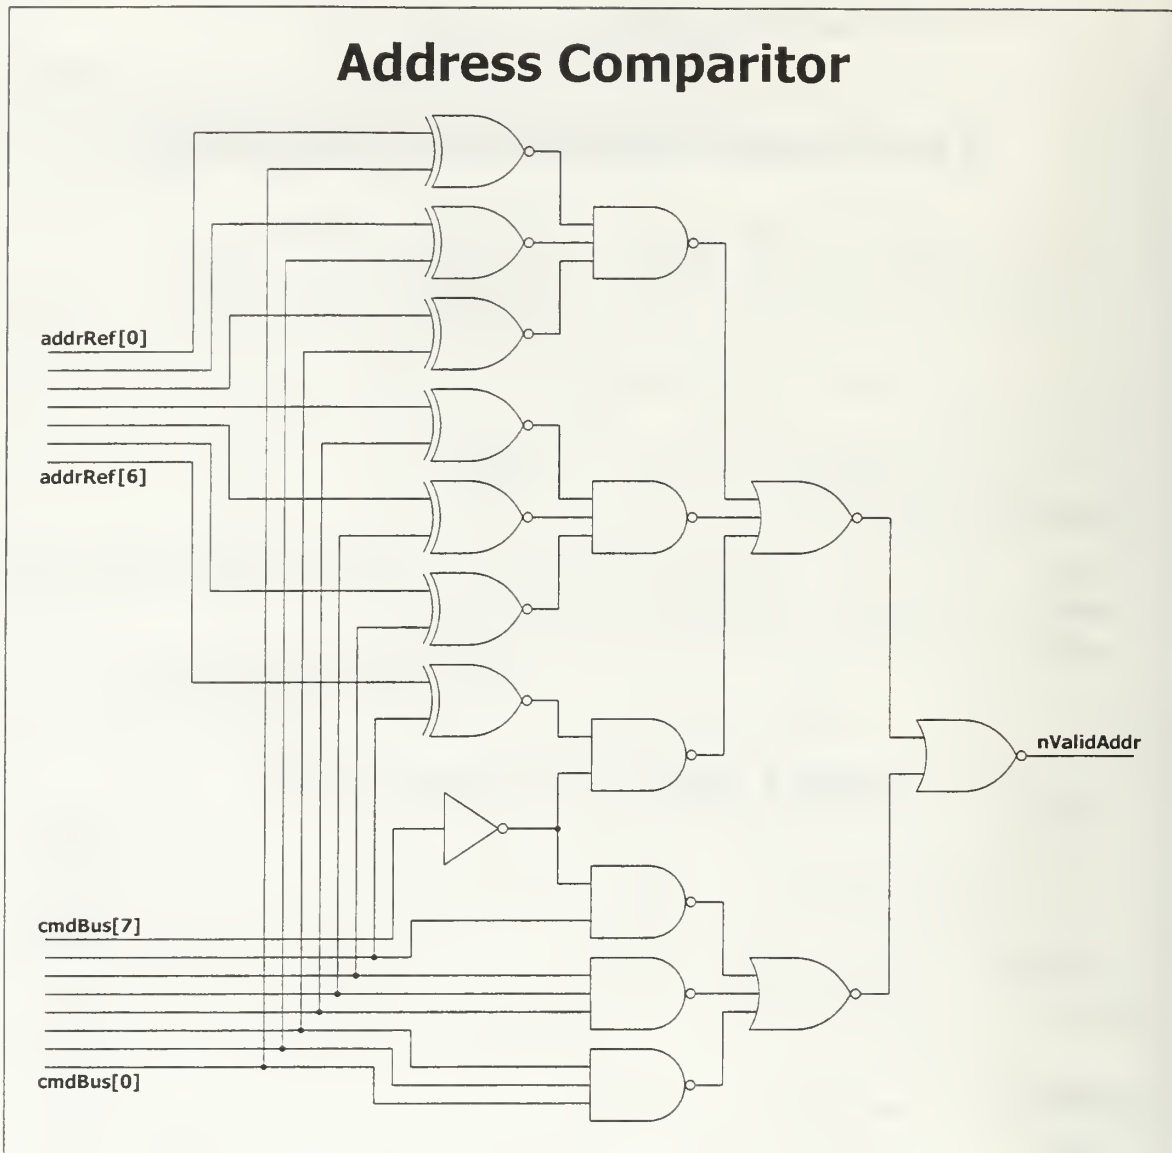 Address Comparitor
addrRef[0]
addrRef[6]
nValidAddr
cmdBus[7]
cmdBus[0]